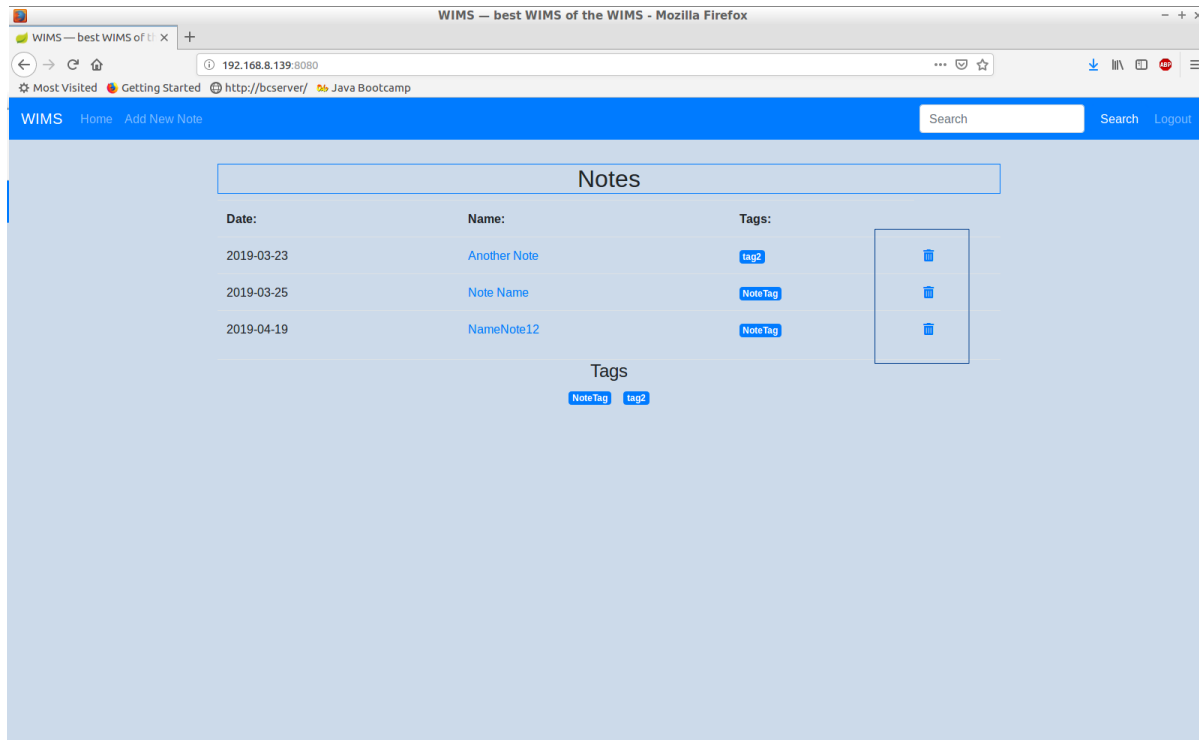 WIMS — best WIMS of the WIMS - Mozilla Firefox
WIMS — best WIMS of t
192.168.8.139:8080
Most Visited Getting Started http://bcserver/ Java Bootcamp
WIMS Home Add New Note Search Search Logout
Notes
Date: Name: Tags:
2019-03-23 Another Note tag2
2019-03-25 Note Name NoteTag
2019-04-19 NameNote12 NoteTag
Tags
NoteTag tag2